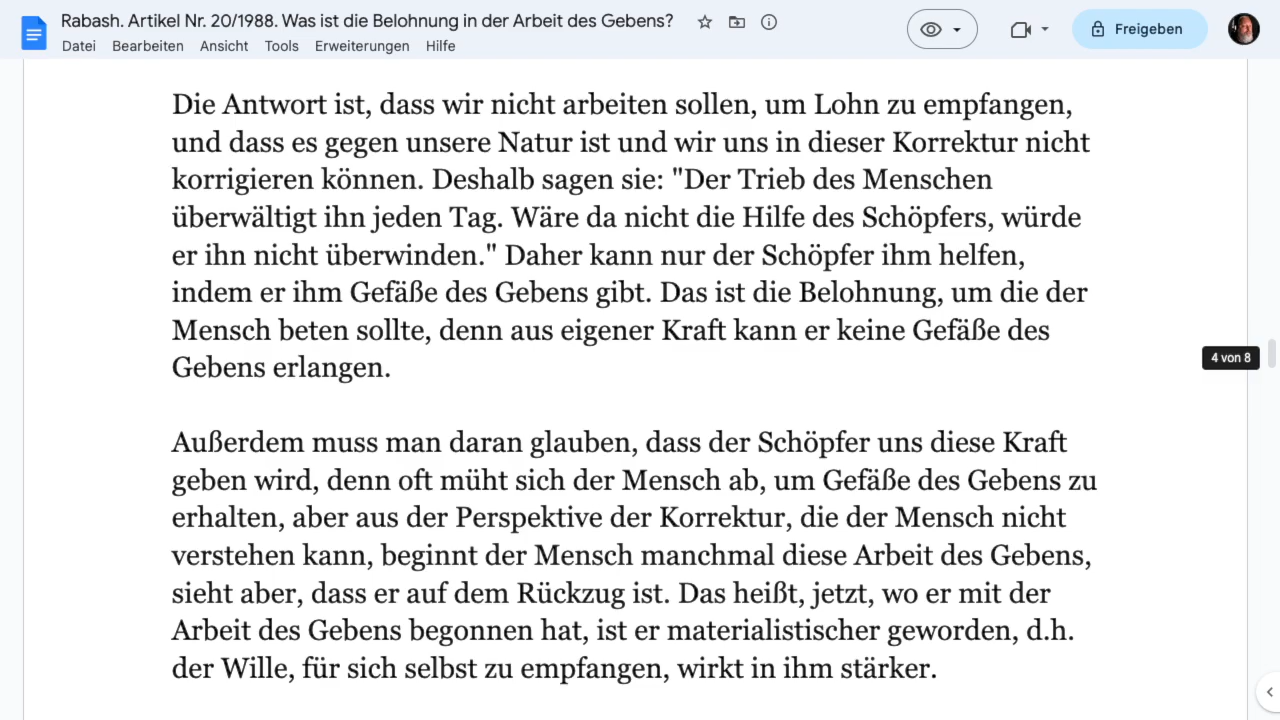 Rabash. Artikel Nr. 20/1988. Was ist die Belohnung in der Arbeit des Gebens?
Datei Bearbeiten Ansicht Tools Erweiterungen Hilfe
Freigeben
Die Antwort ist, dass wir nicht arbeiten sollen, um Lohn zu empfangen,
und dass es gegen unsere Natur ist und wir uns in dieser Korrektur nicht
korrigieren können. Deshalb sagen sie: "Der Trieb des Menschen
überwältigt ihn jeden Tag. Wäre da nicht die Hilfe des Schöpfers, würde
er ihn nicht überwinden." Daher kann nur der Schöpfer ihm helfen,
indem er ihm Gefäße des Gebens gibt. Das ist die Belohnung, um die der
Mensch beten sollte, denn aus eigener Kraft kann er keine Gefäße des
Gebens erlangen.
4 von 8
Außerdem muss man daran glauben, dass der Schöpfer uns diese Kraft
geben wird, denn oft müht sich der Mensch ab, um Gefäße des Gebens zu
erhalten, aber aus der Perspektive der Korrektur, die der Mensch nicht
verstehen kann, beginnt der Mensch manchmal diese Arbeit des Gebens,
sieht aber, dass er auf dem Rückzug ist. Das heißt, jetzt, wo er mit der
Arbeit des Gebens begonnen hat, ist er materialistischer geworden, d.h.
der Wille, für sich selbst zu empfangen, wirkt in ihm stärker.